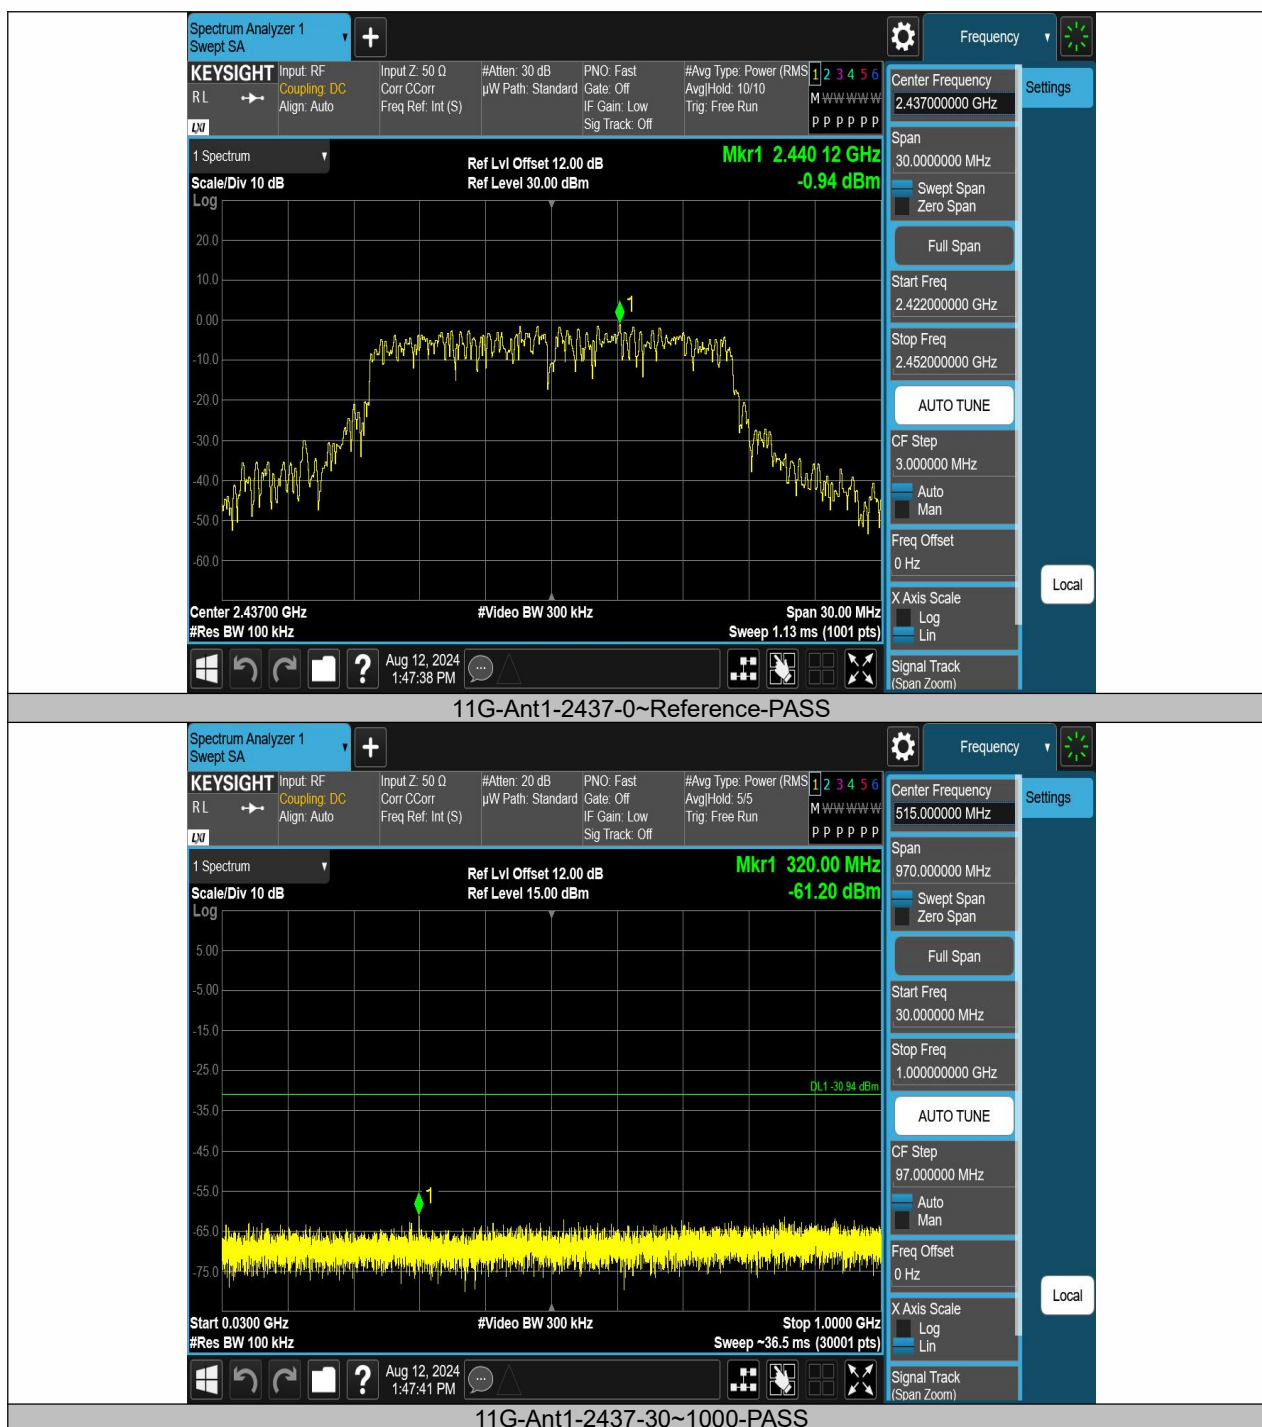 Spectrum Analyzer 1
Swept SA
+
Frequency
KEYSIGHT
RL
LXI
Input: RF
Coupling: DC
Align: Auto
Input Z: 50 Ω
Corr CCorr
Freq Ref: Int (S)
#Atten: 30 dB
µW Path: Standard
PNO: Fast
Gate: Off
IF Gain: Low
Sig Track: Off
#Avg Type: Power (RMS
Avg|Hold: 10/10
Trig: Free Run
1 2 3 4 5 6
M W W W W W
P P P P P P
Center Frequency
2.437000000 GHz
Settings
1 Spectrum
Scale/Div 10 dB
Ref Lvl Offset 12.00 dB
Ref Level 30.00 dBm
Mkr1 2.440 12 GHz
-0.94 dBm
Log
20.0
10.0
0.00
-10.0
-20.0
-30.0
-40.0
-50.0
-60.0
1
Span
30.0000000 MHz
Swept Span
Zero Span
Full Span
Start Freq
2.422000000 GHz
Stop Freq
2.452000000 GHz
AUTO TUNE
CF Step
3.000000 MHz
Auto
Man
Freq Offset
0 Hz
X Axis Scale
Log
Lin
Signal Track
(Span Zoom)
Local
Center 2.43700 GHz
#Video BW 300 kHz
Span 30.00 MHz
#Res BW 100 kHz
Sweep 1.13 ms (1001 pts)
?
Aug 12, 2024
1:47:38 PM
11G-Ant1-2437-0~Reference-PASS
Spectrum Analyzer 1
Swept SA
+
Frequency
KEYSIGHT
RL
LXI
Input: RF
Coupling: DC
Align: Auto
Input Z: 50 Ω
Corr CCorr
Freq Ref: Int (S)
#Atten: 20 dB
µW Path: Standard
PNO: Fast
Gate: Off
IF Gain: Low
Sig Track: Off
#Avg Type: Power (RMS
Avg|Hold: 5/5
Trig: Free Run
1 2 3 4 5 6
M W W W W W
P P P P P P
Center Frequency
515.000000 MHz
Settings
1 Spectrum
Scale/Div 10 dB
Ref Lvl Offset 12.00 dB
Ref Level 15.00 dBm
Mkr1 320.00 MHz
-61.20 dBm
Log
5.00
-5.00
-15.0
-25.0
-35.0
-45.0
-55.0
-65.0
-75.0
DL1 -30.94 dBm
1
Span
970.000000 MHz
Swept Span
Zero Span
Full Span
Start Freq
30.000000 MHz
Stop Freq
1.000000000 GHz
AUTO TUNE
CF Step
97.000000 MHz
Auto
Man
Freq Offset
0 Hz
X Axis Scale
Log
Lin
Signal Track
(Span Zoom)
Local
Start 0.0300 GHz
#Video BW 300 kHz
Stop 1.0000 GHz
#Res BW 100 kHz
Sweep ~36.5 ms (30001 pts)
?
Aug 12, 2024
1:47:41 PM
11G-Ant1-2437-30~1000-PASS